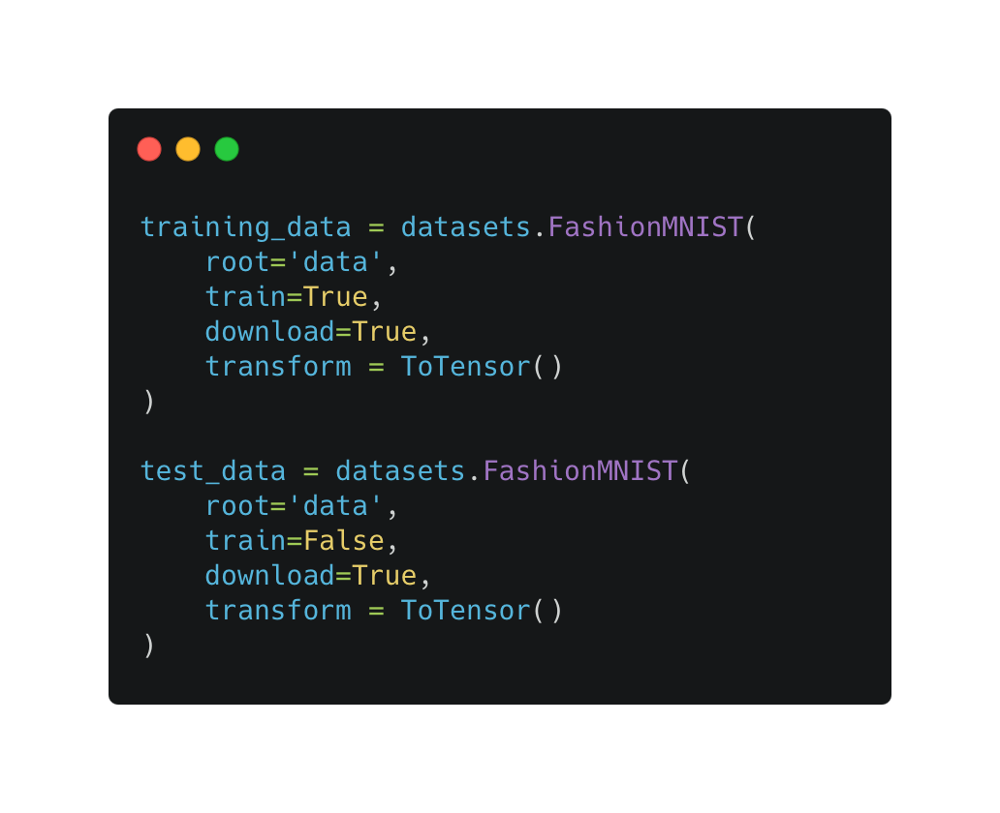 training_data = datasets.FashionMNIST(
    root='data',
    train=True,
    download=True,
    transform = ToTensor()
)

test_data = datasets.FashionMNIST(
    root='data',
    train=False,
    download=True,
    transform = ToTensor()
)